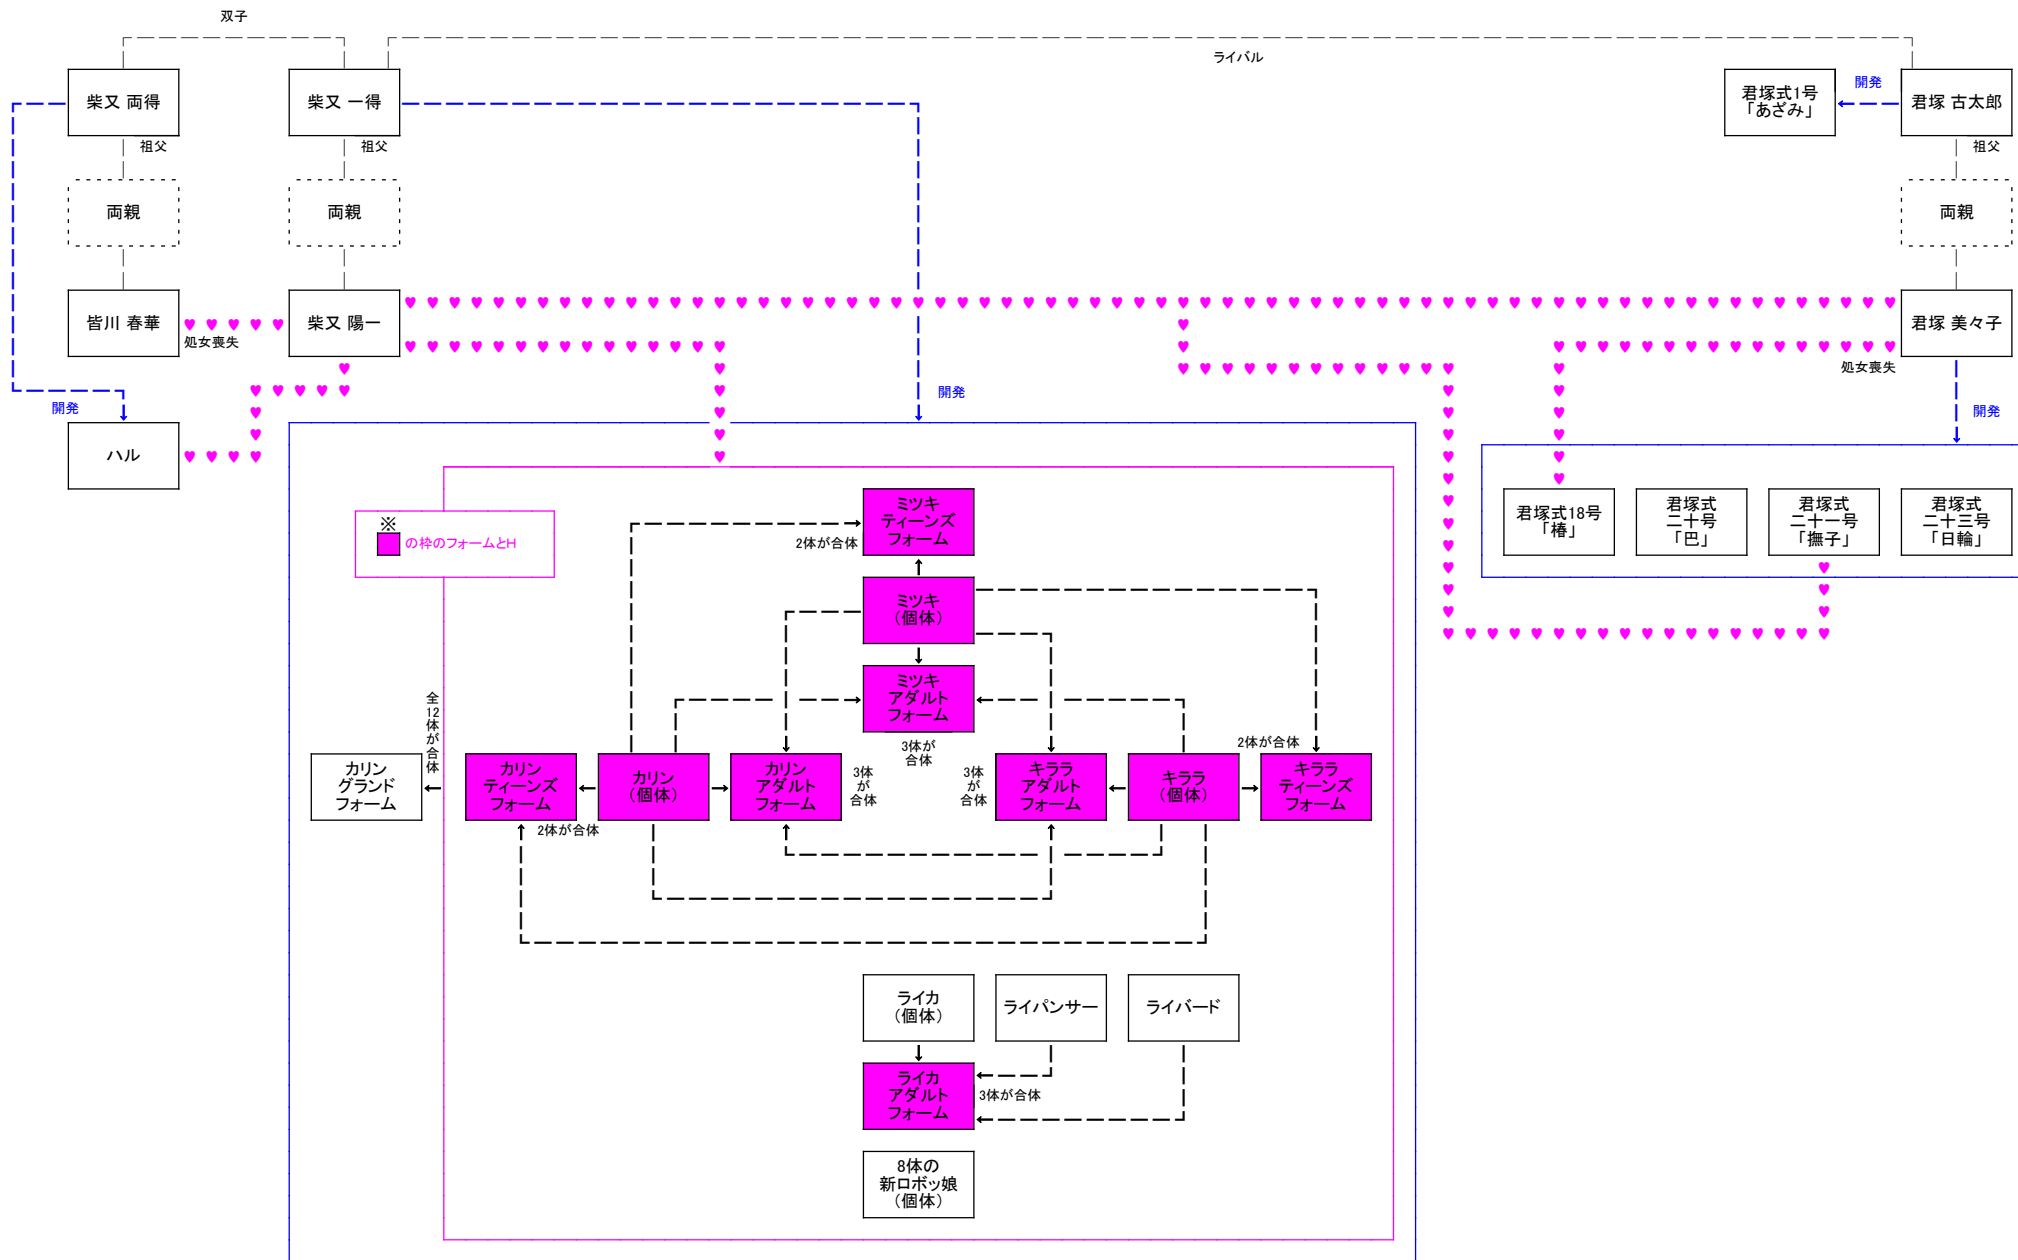 双子
ライバル
柴又 両得
柴又 一得
開発
君塚式1号
「あざみ」
君塚 古太郎
祖父
祖父
祖父
両親
両親
両親
皆川 春華
処女喪失
柴又 陽一
君塚 美々子
処女喪失
開発
開発
開発
ハル
※
の枠のフォームとH
ミツキ
ティーンズ
フォーム
2体が合体
君塚式18号
「椿」
君塚式
二十号
「巴」
君塚式
二十一号
「撫子」
君塚式
二十三号
「日輪」
ミツキ
(個体)
ミツキ
アダルト
フォーム
3体が
合体
全12体が合体
カリン
グランド
フォーム
カリン
ティーンズ
フォーム
2体が合体
カリン
(個体)
カリン
アダルト
フォーム
3体
が
合体
3体
が
合体
キララ
アダルト
フォーム
キララ
(個体)
2体が合体
キララ
ティーンズ
フォーム
ライカ
(個体)
ライパンサー
ライバード
ライカ
アダルト
フォーム
3体が合体
8体の
新ロボッ娘
(個体)